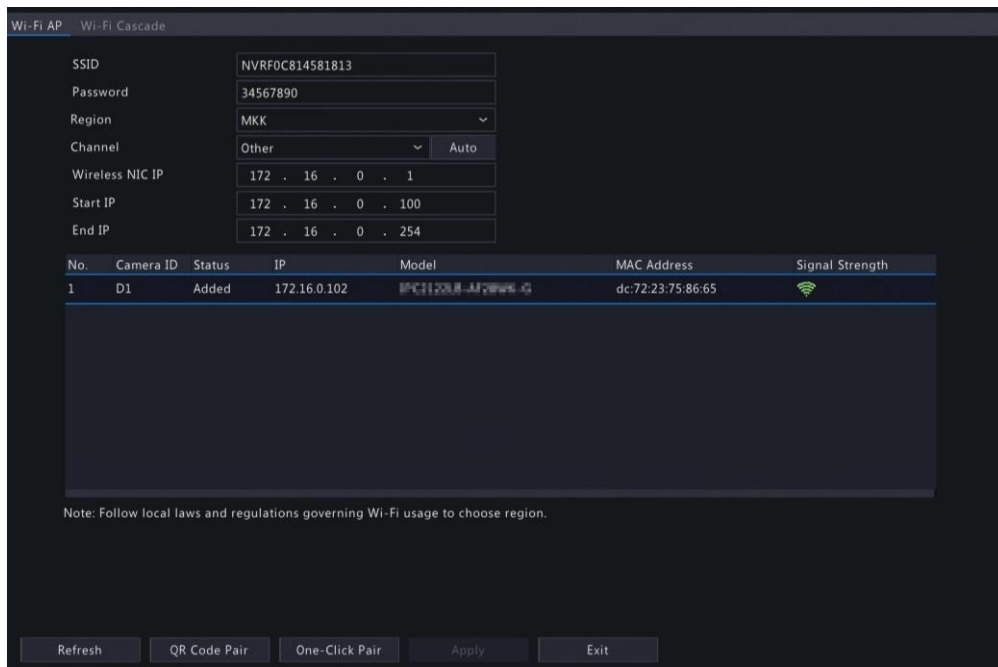 Wi-Fi AP Wi-Fi Cascade
SSID NVRF0C814581813
Password 34567890
Region MKK
Channel Other Auto
Wireless NIC IP 172 . 16 . 0 . 1
Start IP 172 . 16 . 0 . 100
End IP 172 . 16 . 0 . 254
No. Camera ID Status IP Model MAC Address Signal Strength
1 D1 Added 172.16.0.102 dc:72:23:75:86:65
Note: Follow local laws and regulations governing Wi-Fi usage to choose region.
Refresh QR Code Pair One-Click Pair Apply Exit